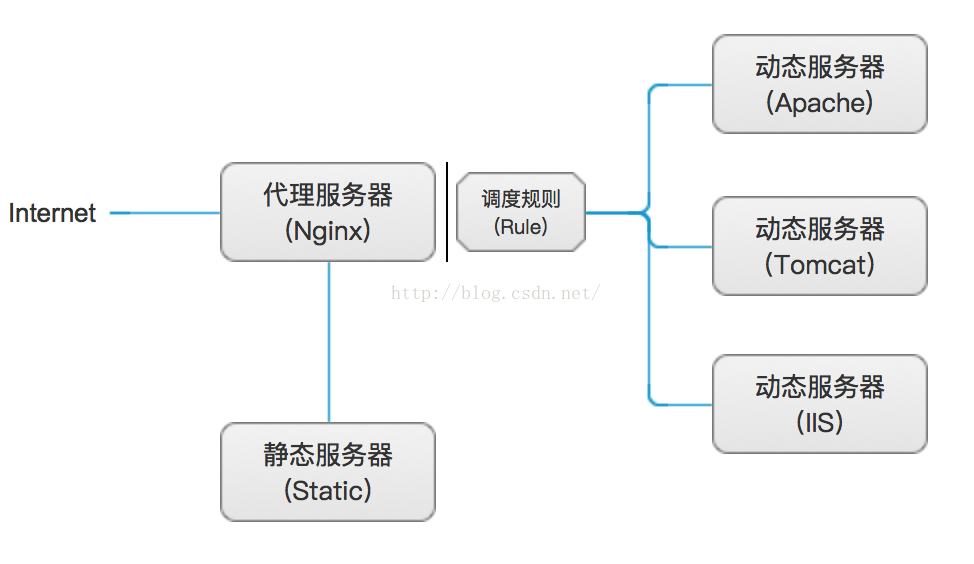 Internet
代理服务器
(Nginx)
调度规则
(Rule)
动态服务器
(Apache)
动态服务器
(Tomcat)
动态服务器
(IIS)
http://blog.csdn.net/
静态服务器
(Static)